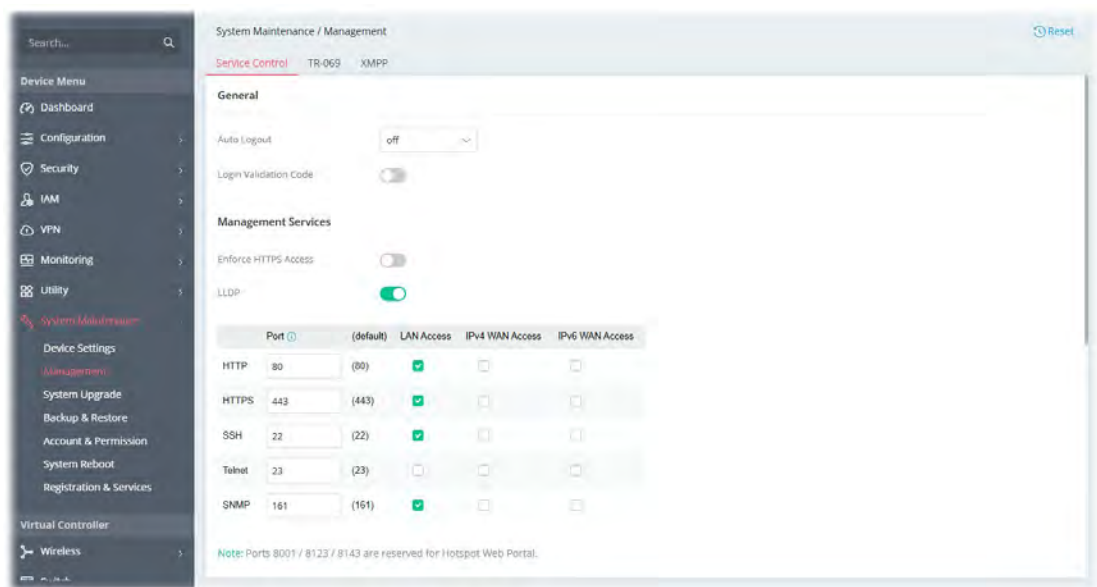 Search...
Device Menu
Dashboard
Configuration
Security
IAM
VPN
Monitoring
Utility
System Maintenance
Device Settings
Management
System Upgrade
Backup & Restore
Account & Permission
System Reboot
Registration & Services
Virtual Controller
Wireless
System Maintenance / Management
Reset
Service Control TR-069 XMPP
General
Auto Logout off
Login Validation Code
Management Services
Enforce HTTPS Access
LLDP
Port (default) LAN Access IPv4 WAN Access IPv6 WAN Access
HTTP 80 (80)
HTTPS 443 (443)
SSH 22 (22)
Telnet 23 (23)
SNMP 161 (161)
Note: Ports 8001 / 8123 / 8143 are reserved for Hotspot Web Portal.